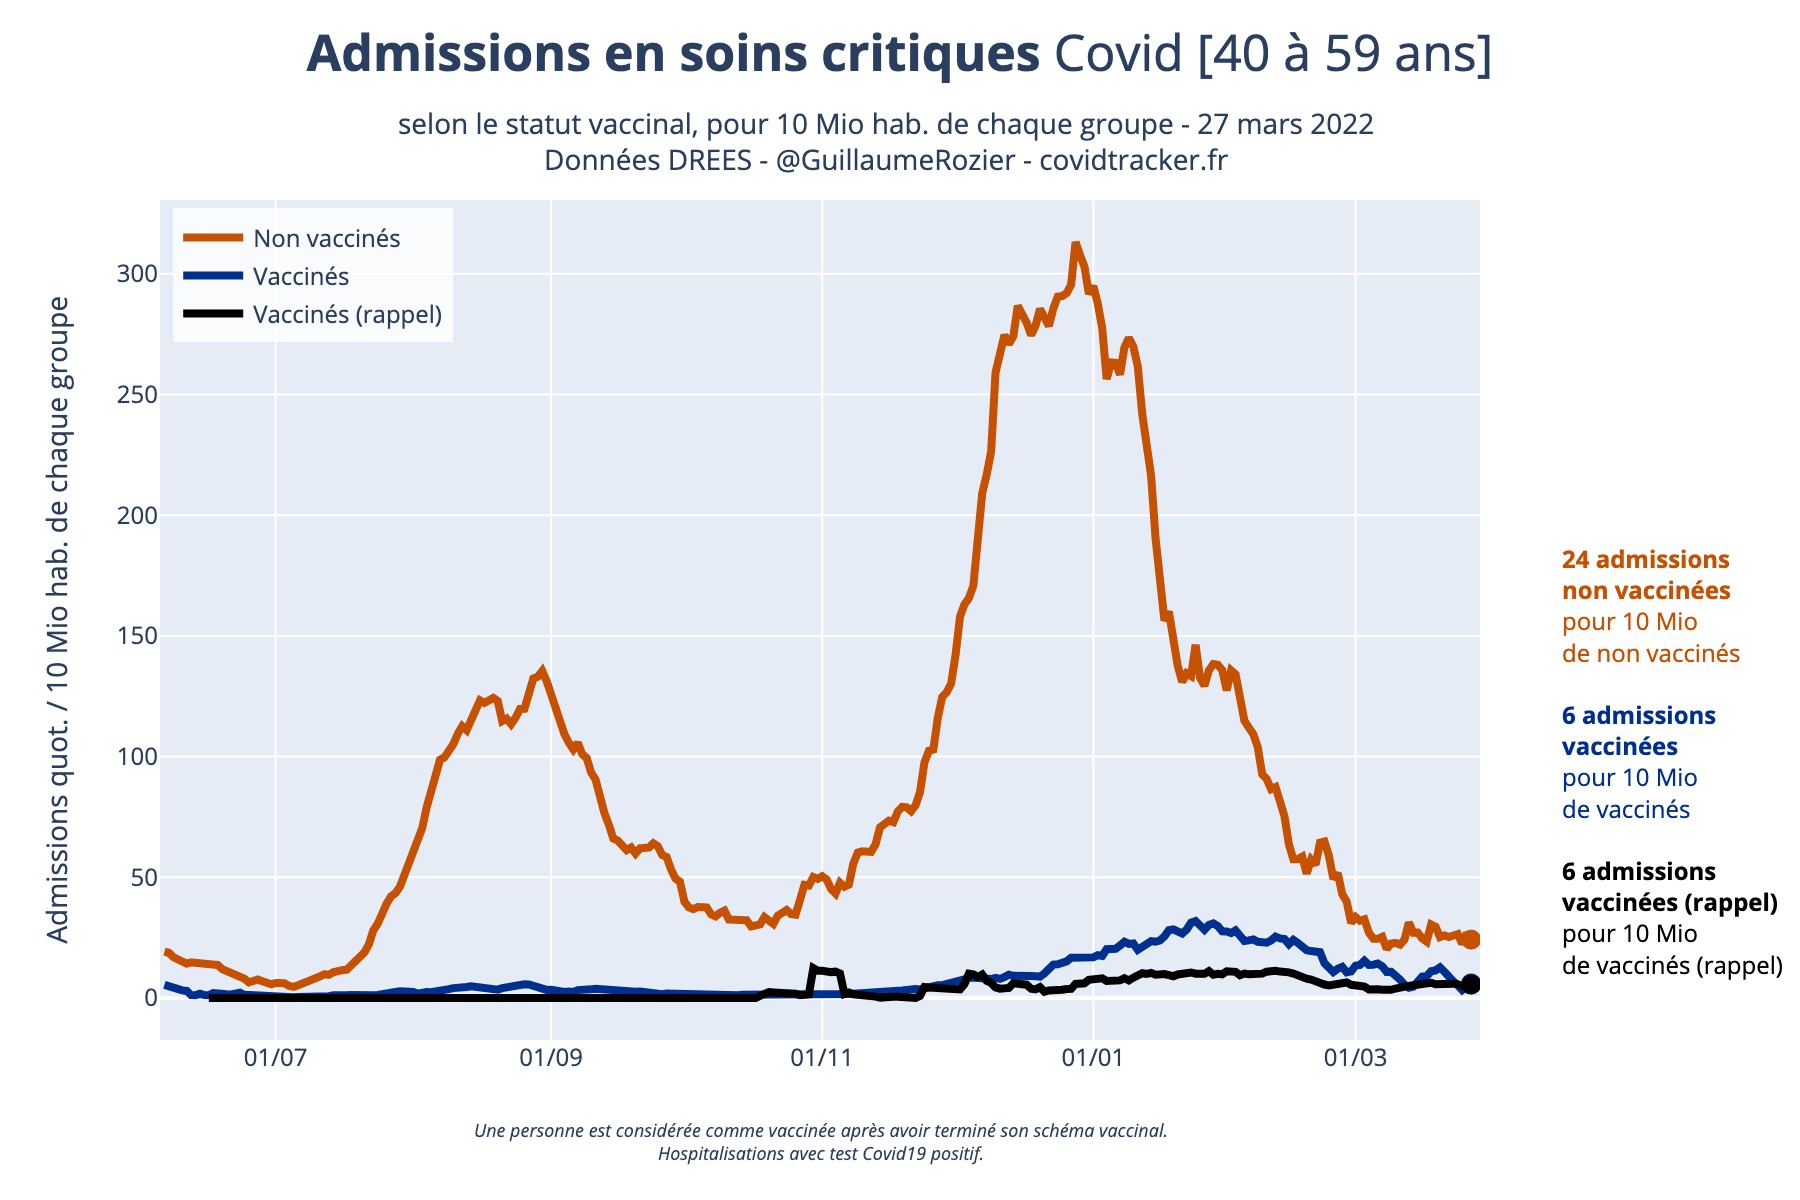 Admissions en soins critiques Covid [40 à 59 ans]
selon le statut vaccinal, pour 10 Mio hab. de chaque groupe - 27 mars 2022
Données DREES - @GuillaumeRozier - covidtracker.fr
Non vaccinés
Vaccinés
Vaccinés (rappel)
Admissions quot. / 10 Mio hab. de chaque groupe
300
250
200
150
100
50
0
01/07
01/09
01/11
01/01
01/03
24 admissions
non vaccinées
pour 10 Mio
de non vaccinés
6 admissions
vaccinées
pour 10 Mio
de vaccinés
6 admissions
vaccinées (rappel)
pour 10 Mio
de vaccinés (rappel)
Une personne est considérée comme vaccinée après avoir terminé son schéma vaccinal.
Hospitalisations avec test Covid19 positif.